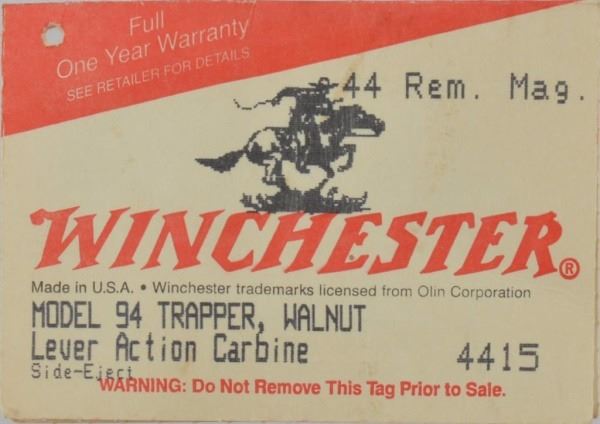 Full
One Year Warranty
SEE RETAILER FOR DETAILS
44 Rem. Mag.
WINCHESTER®
Made in U.S.A. • Winchester trademarks licensed from Olin Corporation
MODEL 94 TRAPPER, WALNUT
Lever Action Carbine 4415
Side-Eject
WARNING: Do Not Remove This Tag Prior to Sale.